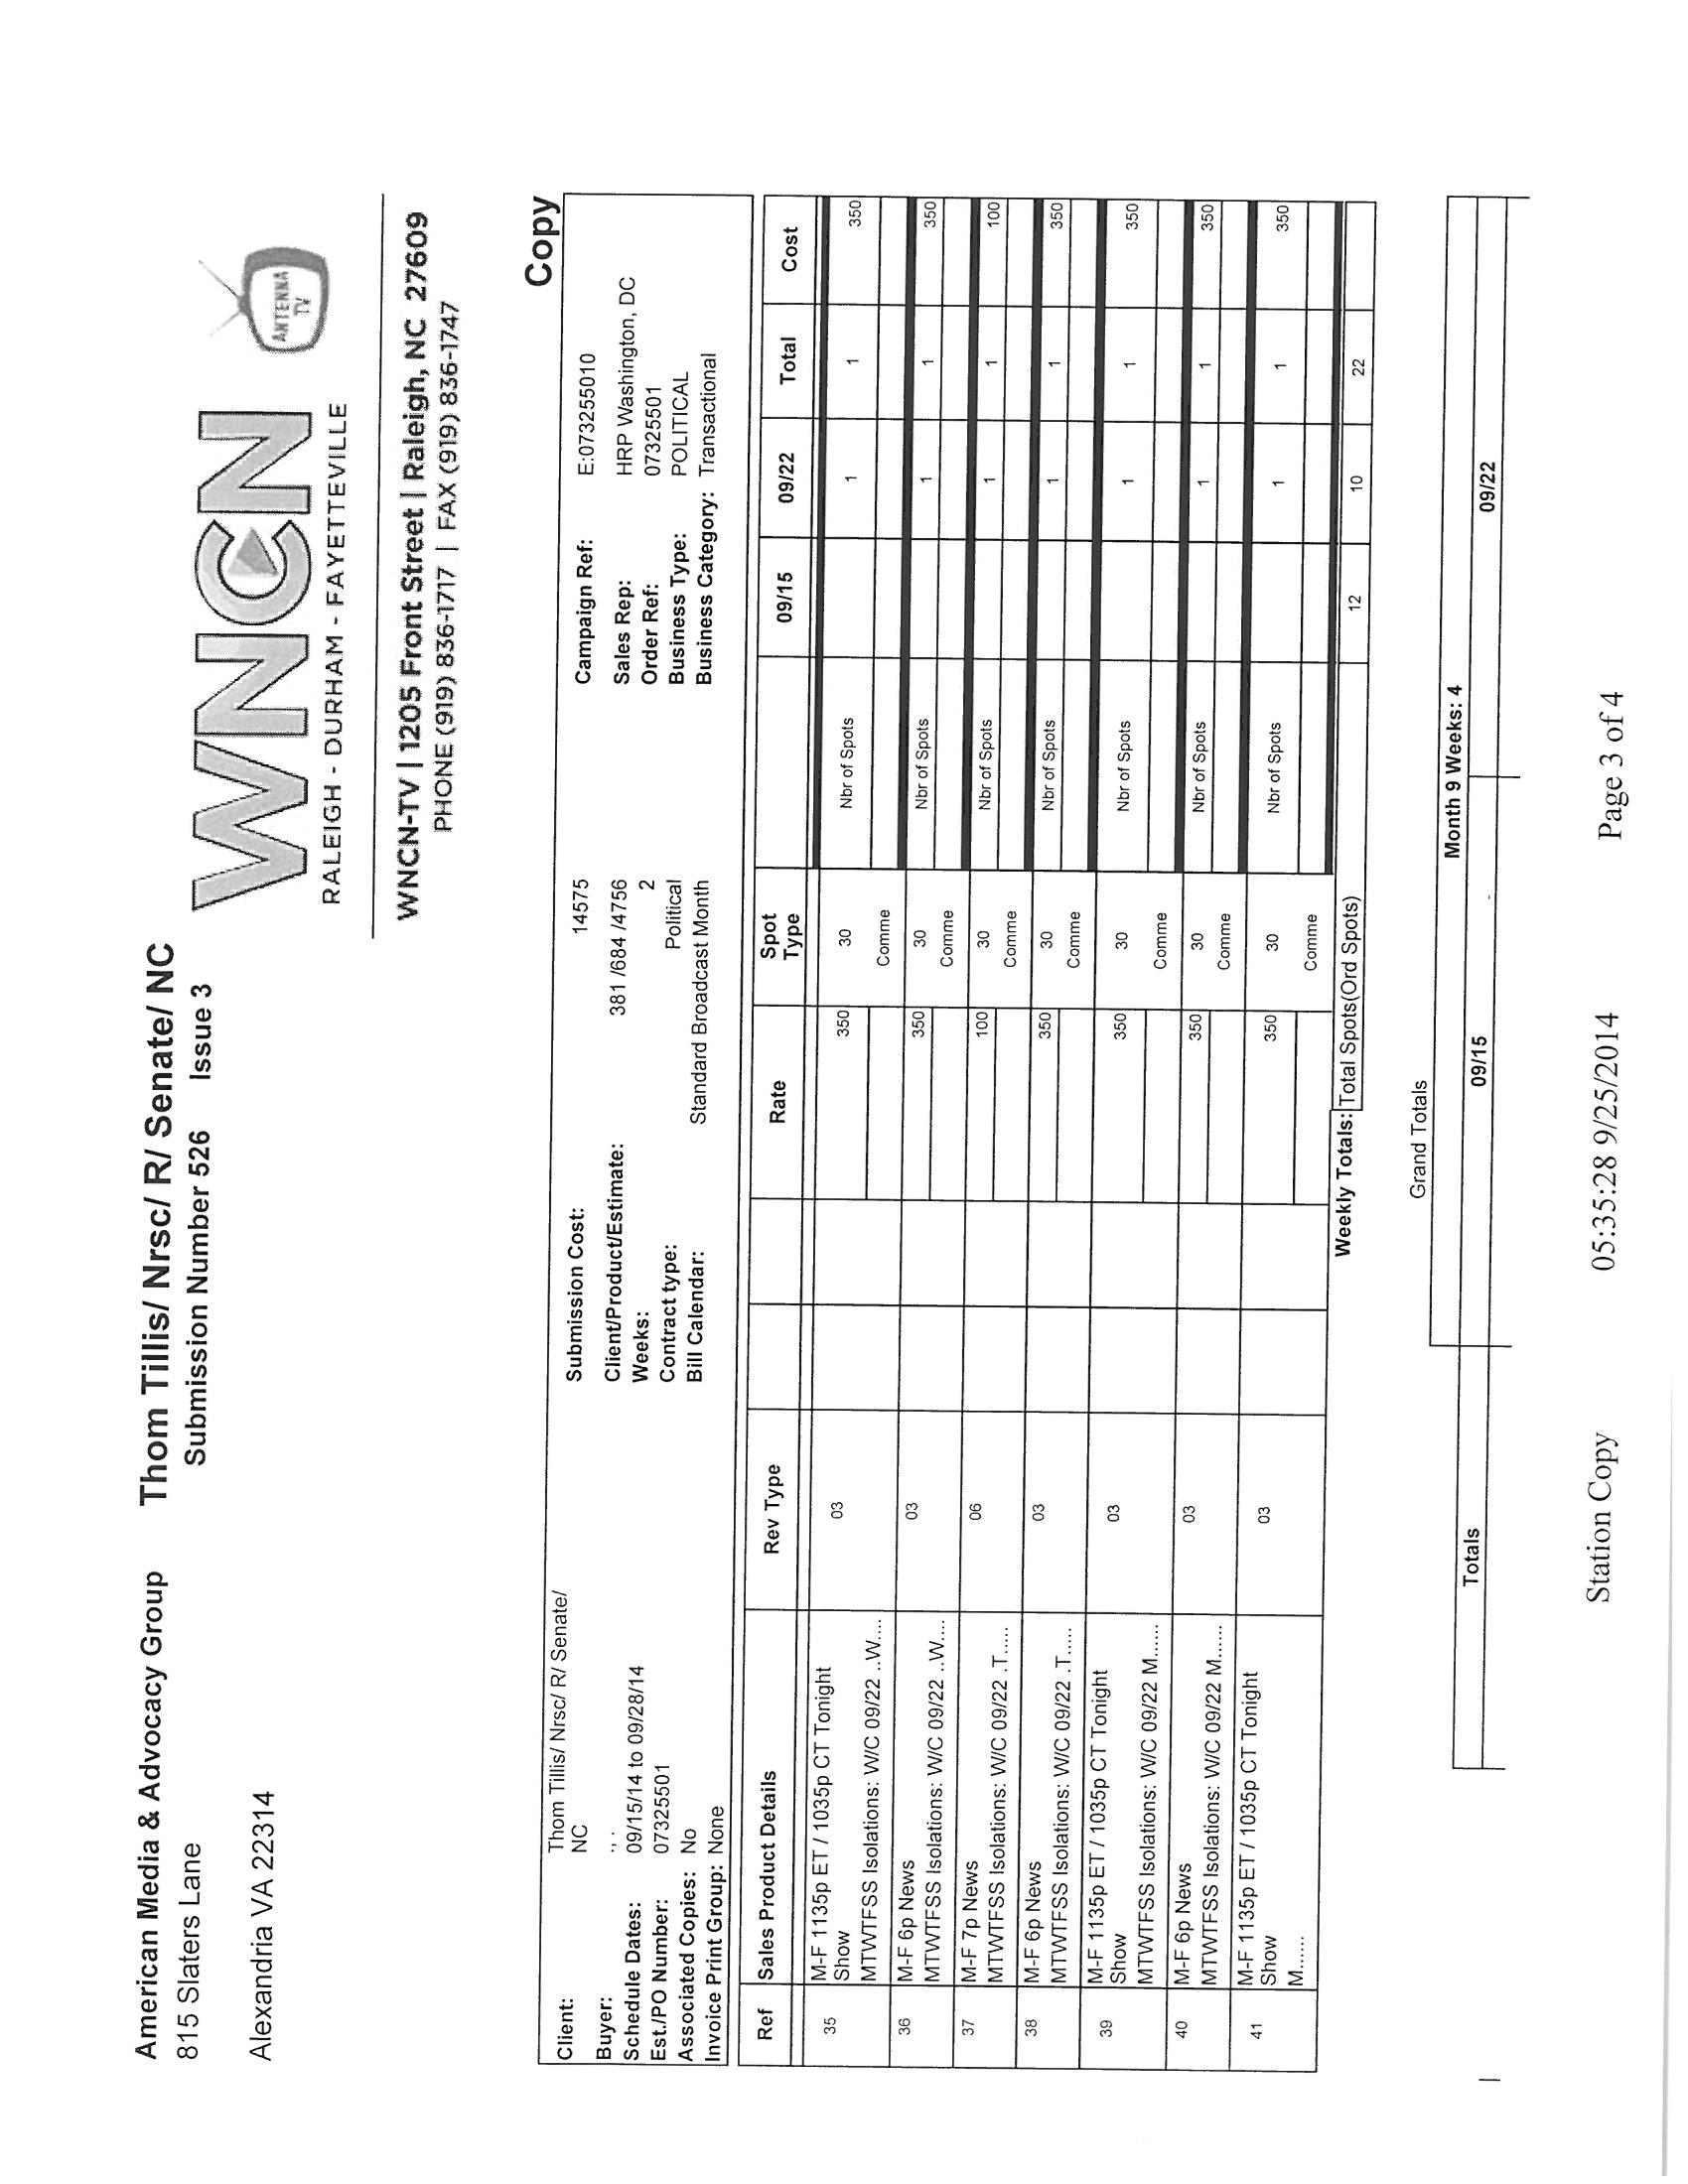 American Media & Advocacy Group
815 Slaters Lane
Alexandria VA 22314
Thom Tillis/ Nrsc/ R/ Senate/ NC
Submission Number 526 Issue 3
WNCN
ANTENNA TV
RALEIGH - DURHAM - FAYETTEVILLE
WNCN-TV | 1205 Front Street | Raleigh, NC 27609
PHONE (919) 836-1717 | FAX (919) 836-1747
Copy
Client: Thom Tillis/ Nrsc/ R/ Senate/ NC
Buyer: ., .
Schedule Dates: 09/15/14 to 09/28/14
Est./PO Number: 07325501
Associated Copies: No
Invoice Print Group: None
Submission Cost: 14575
Client/Product/Estimate: 381 /684 /4756
Weeks: 2
Contract type: Political
Bill Calendar: Standard Broadcast Month
Campaign Ref: E:073255010
Sales Rep: HRP Washington, DC
Order Ref: 07325501
Business Type: POLITICAL
Business Category: Transactional
Ref Sales Product Details Rev Type Rate Spot Type 09/15 09/22 Total Cost
35 M-F 1135p ET / 1035p CT Tonight Show 03 350 30 Nbr of Spots 1 1 350
MTWTFSS Isolations: W/C 09/22 ..W.... Comme
36 M-F 6p News 03 350 30 Nbr of Spots 1 1 350
MTWTFSS Isolations: W/C 09/22 ..W.... Comme
37 M-F 7p News 06 100 30 Nbr of Spots 1 1 100
MTWTFSS Isolations: W/C 09/22 .T..... Comme
38 M-F 6p News 03 350 30 Nbr of Spots 1 1 350
MTWTFSS Isolations: W/C 09/22 .T..... Comme
39 M-F 1135p ET / 1035p CT Tonight Show 03 350 30 Nbr of Spots 1 1 350
MTWTFSS Isolations: W/C 09/22 M...... Comme
40 M-F 6p News 03 350 30 Nbr of Spots 1 1 350
MTWTFSS Isolations: W/C 09/22 M...... Comme
41 M-F 1135p ET / 1035p CT Tonight Show 03 350 30 Nbr of Spots 1 1 350
M...... Comme
Weekly Totals: Total Spots(Ord Spots) 12 10 22
Grand Totals
Month 9 Weeks: 4
Totals 09/15 09/22
Station Copy 05:35:28 9/25/2014 Page 3 of 4